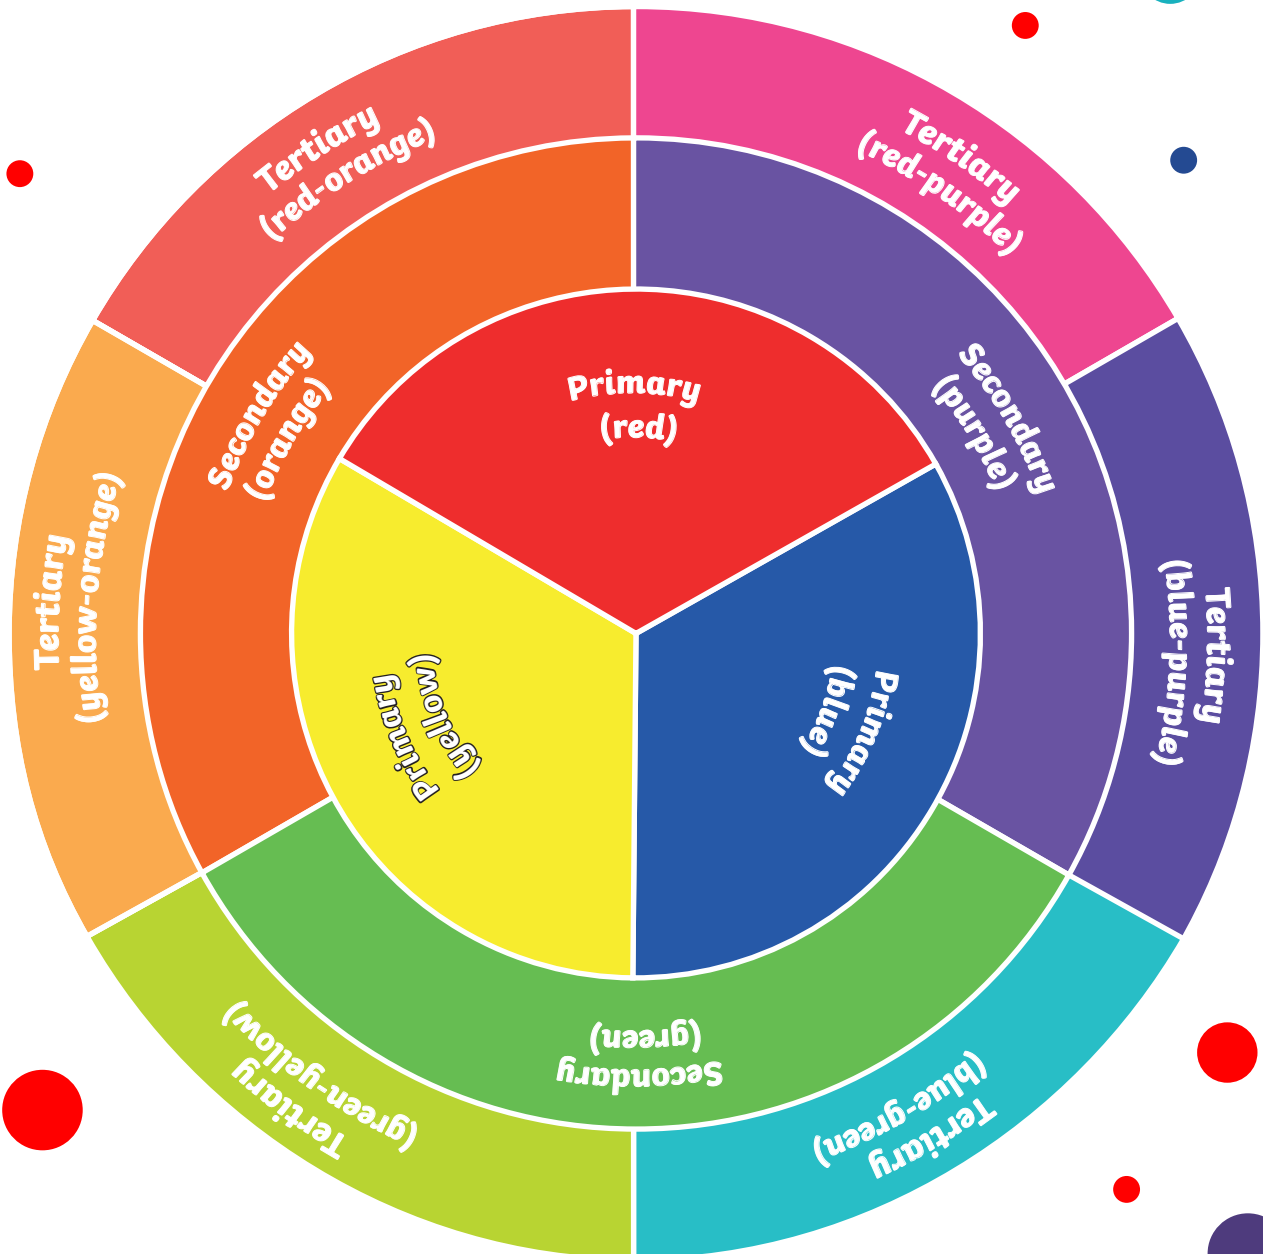 Tertiary
(red-orange)
Tertiary
(red-purple)
Secondary
(orange)
Primary
(red)
Secondary
(purple)
Tertiary
(yellow-orange)
Primary
(yellow)
Primary
(blue)
Tertiary
(blue-purple)
Secondary
(green)
Tertiary
(green-yellow)
Tertiary
(blue-green)